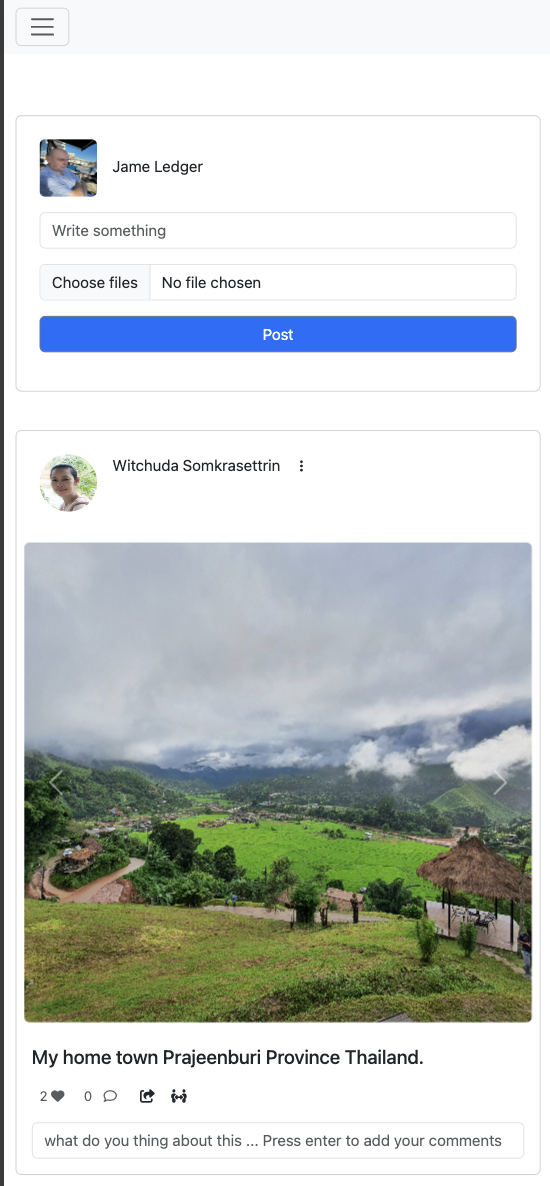 Jame Ledger
Write something
Choose files No file chosen
Post
Witchuda Somkrasettrin
My home town Prajeenburi Province Thailand.
2 0
what do you thing about this ... Press enter to add your comments